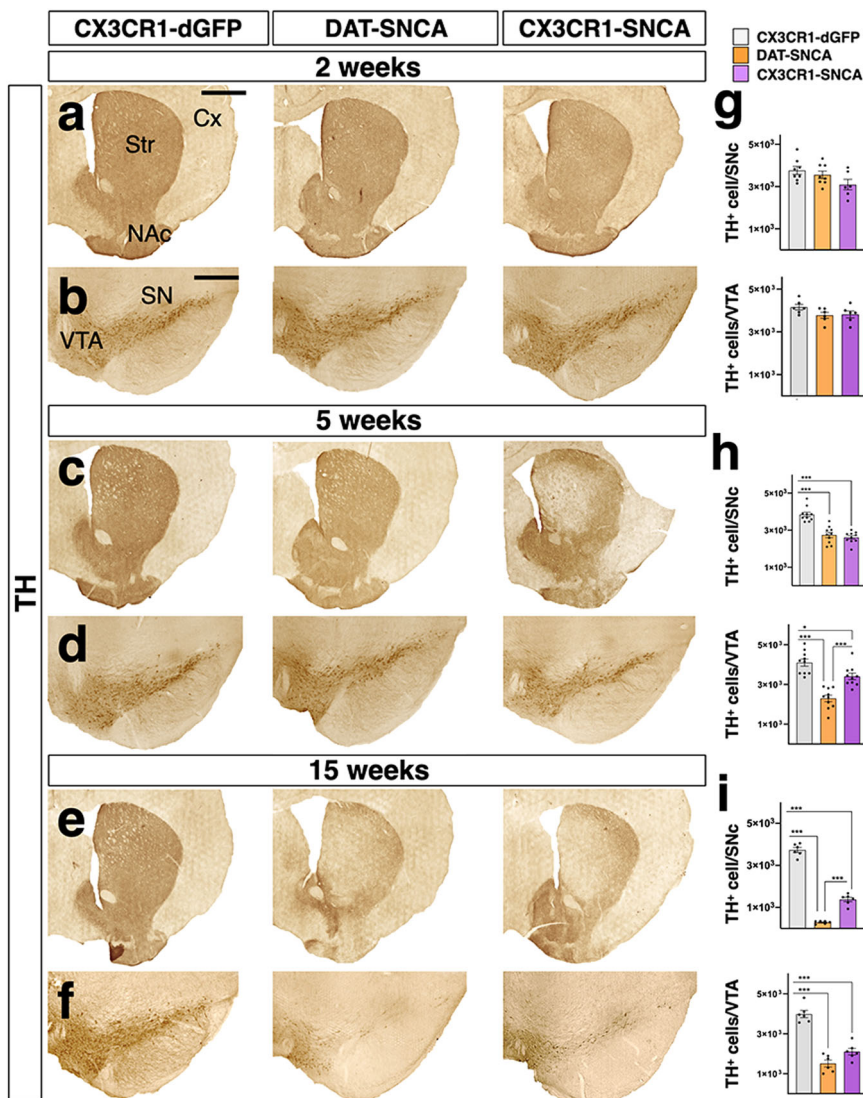 CX3CR1-dGFP DAT-SNCA CX3CR1-SNCA
CX3CR1-dGFP
DAT-SNCA
CX3CR1-SNCA
2 weeks
TH
a
Cx
Str
NAc
b
SN
VTA
g
TH⁺ cell/SNc
5×10³
3×10³
1×10³
TH⁺ cells/VTA
5×10³
3×10³
1×10³
5 weeks
c
d
h
TH⁺ cell/SNc
5×10³
3×10³
1×10³
***
***
TH⁺ cells/VTA
5×10³
3×10³
1×10³
***
***
15 weeks
e
f
i
TH⁺ cell/SNc
5×10³
3×10³
1×10³
***
***
***
TH⁺ cells/VTA
5×10³
3×10³
1×10³
***
***